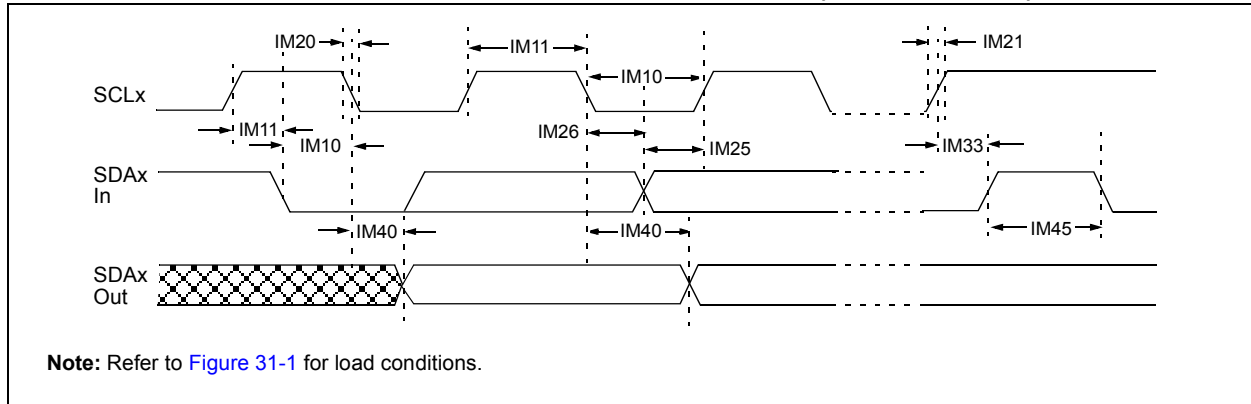 IM20
IM11
IM21
IM10
SCLx
IM11
IM10
IM26
IM25
IM33
SDAx
In
IM40
IM40
IM45
SDAx
Out
Note: Refer to Figure 31-1 for load conditions.